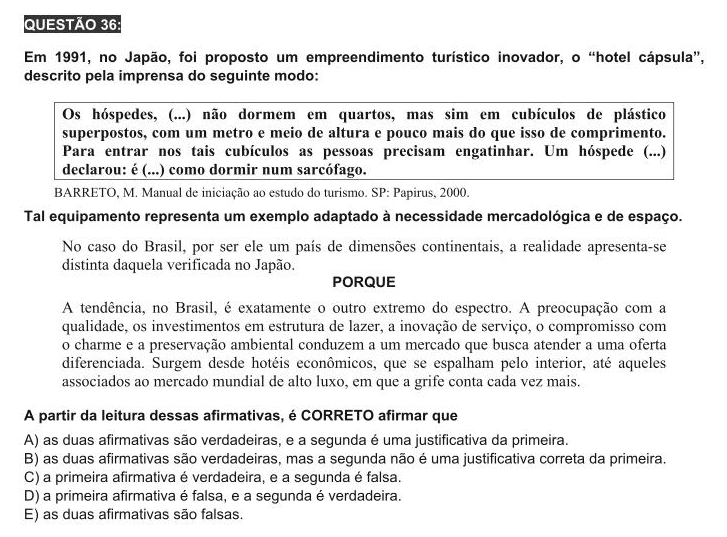 QUESTÃO 36:
Em 1991, no Japão, foi proposto um empreendimento turístico inovador, o “hotel cápsula”,
descrito pela imprensa do seguinte modo:
Os hóspedes, (...) não dormem em quartos, mas sim em cubículos de plástico
superpostos, com um metro e meio de altura e pouco mais do que isso de comprimento.
Para entrar nos tais cubículos as pessoas precisam engatinhar. Um hóspede (...)
declarou: é (...) como dormir num sarcófago.
BARRETO, M. Manual de iniciação ao estudo do turismo. SP: Papirus, 2000.
Tal equipamento representa um exemplo adaptado à necessidade mercadológica e de espaço.
No caso do Brasil, por ser ele um país de dimensões continentais, a realidade apresenta-se
distinta daquela verificada no Japão.
PORQUE
A tendência, no Brasil, é exatamente o outro extremo do espectro. A preocupação com a
qualidade, os investimentos em estrutura de lazer, a inovação de serviço, o compromisso com
o charme e a preservação ambiental conduzem a um mercado que busca atender a uma oferta
diferenciada. Surgem desde hotéis econômicos, que se espalham pelo interior, até aqueles
associados ao mercado mundial de alto luxo, em que a grife conta cada vez mais.
A partir da leitura dessas afirmativas, é CORRETO afirmar que
A) as duas afirmativas são verdadeiras, e a segunda é uma justificativa da primeira.
B) as duas afirmativas são verdadeiras, mas a segunda não é uma justificativa correta da primeira.
C) a primeira afirmativa é verdadeira, e a segunda é falsa.
D) a primeira afirmativa é falsa, e a segunda é verdadeira.
E) as duas afirmativas são falsas.